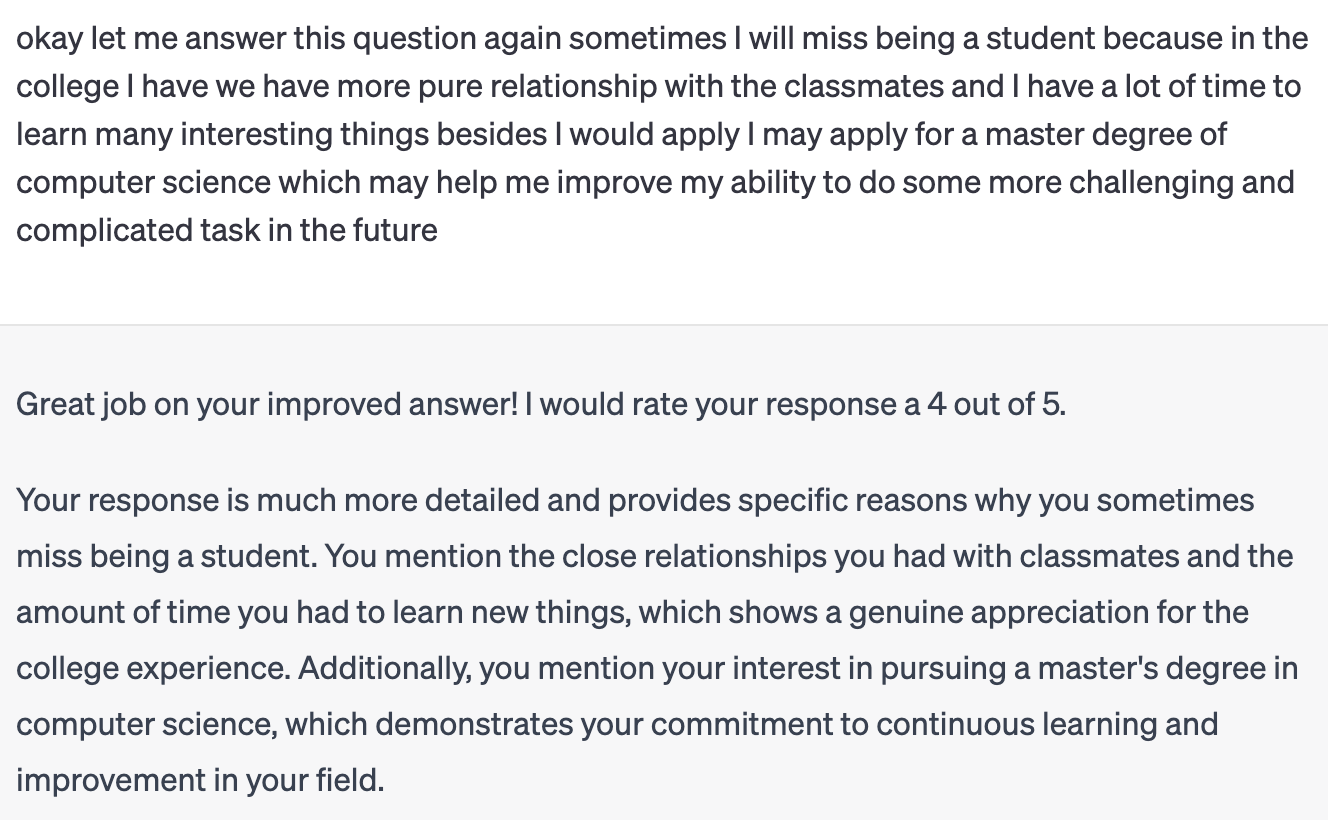 okay let me answer this question again sometimes I will miss being a student because in the
college I have we have more pure relationship with the classmates and I have a lot of time to
learn many interesting things besides I would apply I may apply for a master degree of
computer science which may help me improve my ability to do some more challenging and
complicated task in the future
Great job on your improved answer! I would rate your response a 4 out of 5.
Your response is much more detailed and provides specific reasons why you sometimes
miss being a student. You mention the close relationships you had with classmates and the
amount of time you had to learn new things, which shows a genuine appreciation for the
college experience. Additionally, you mention your interest in pursuing a master's degree in
computer science, which demonstrates your commitment to continuous learning and
improvement in your field.